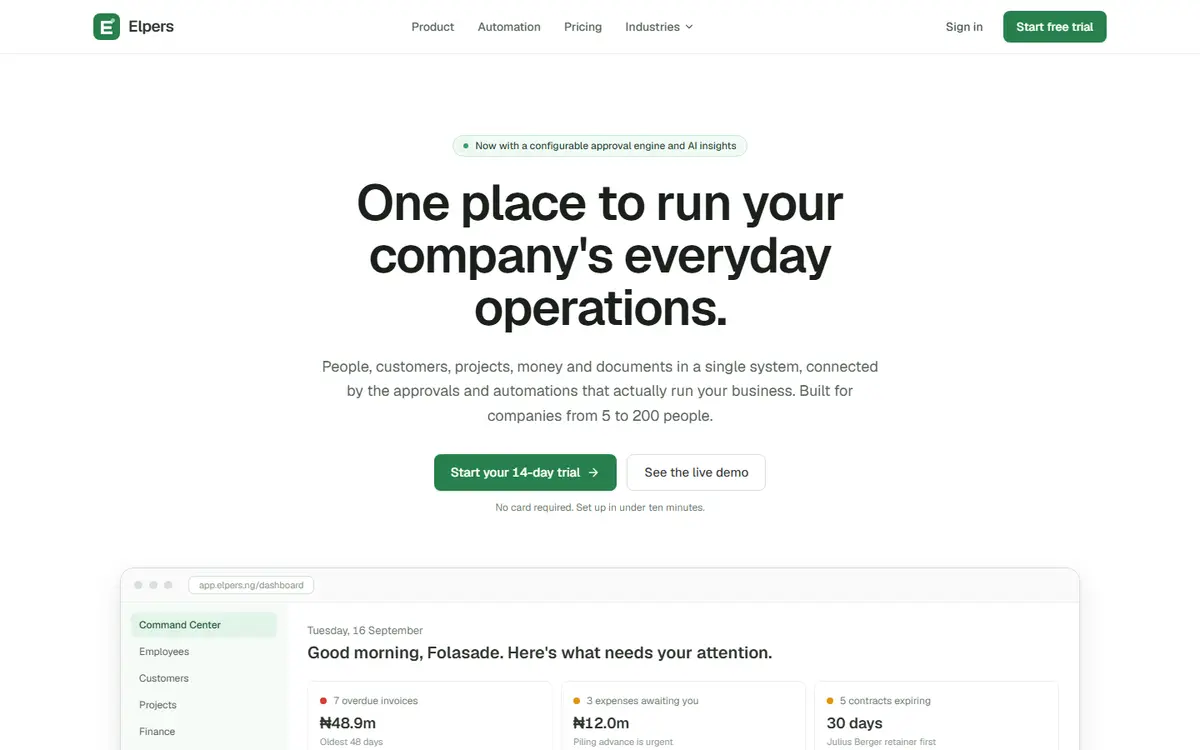 Elpers
Product
Automation
Pricing
Industries
Sign in
Start free trial
Now with a configurable approval engine and AI insights
One place to run your
company's everyday
operations.
People, customers, projects, money and documents in a single system, connected
by the approvals and automations that actually run your business. Built for
companies from 5 to 200 people.
Start your 14-day trial →
See the live demo
No card required. Set up in under ten minutes.
app.elpers.ng/dashboard
Command Center
Employees
Customers
Projects
Finance
Tuesday, 16 September
Good morning, Folasade. Here's what needs your attention.
7 overdue invoices
₦48.9m
Oldest 48 days
3 expenses awaiting you
₦12.0m
Piling advance is urgent
5 contracts expiring
30 days
Julius Berger retainer first